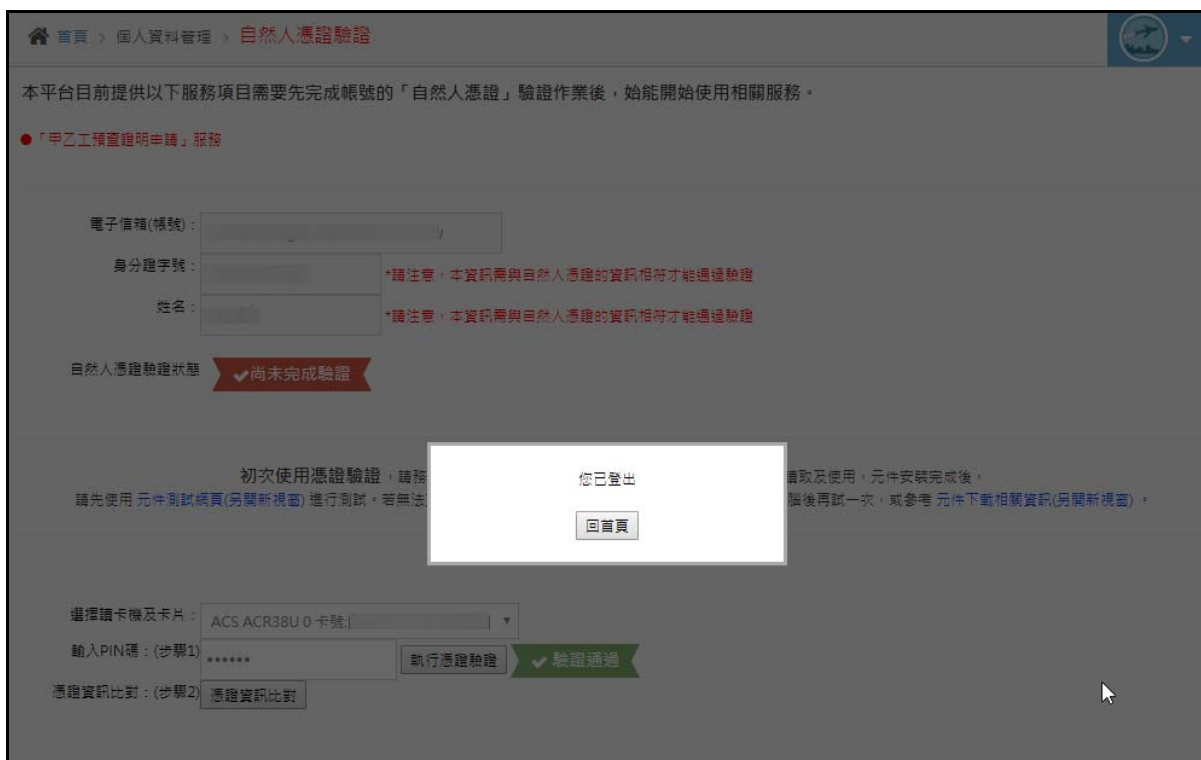 首頁 > 個人資料管理 > 自然人憑證驗證
本平台目前提供以下服務項目需要先完成帳號的「自然人憑證」驗證作業後，始能開始使用相關服務。
●「甲乙工預查證明申請」服務
電子信箱(帳號)：
身分證字號：
*請注意，本資訊需與自然人憑證的資訊相符才能通過驗證
姓名：
*請注意，本資訊需與自然人憑證的資訊相符才能通過驗證
自然人憑證驗證狀態
尚未完成驗證
初次使用憑證驗證，請務
讀取及使用，元件安裝完成後，
請先使用 元件測試網頁(另開新視窗) 進行測試。若無法
腦後再試一次，或參考 元件下載相關資訊(另開新視窗) 。
您已登出
回首頁
選擇讀卡機及卡片：
ACS ACR38U 0 卡號:[
輸入PIN碼：(步驟1)
••••••
執行憑證驗證
驗證通過
憑證資訊比對：(步驟2)
憑證資訊比對